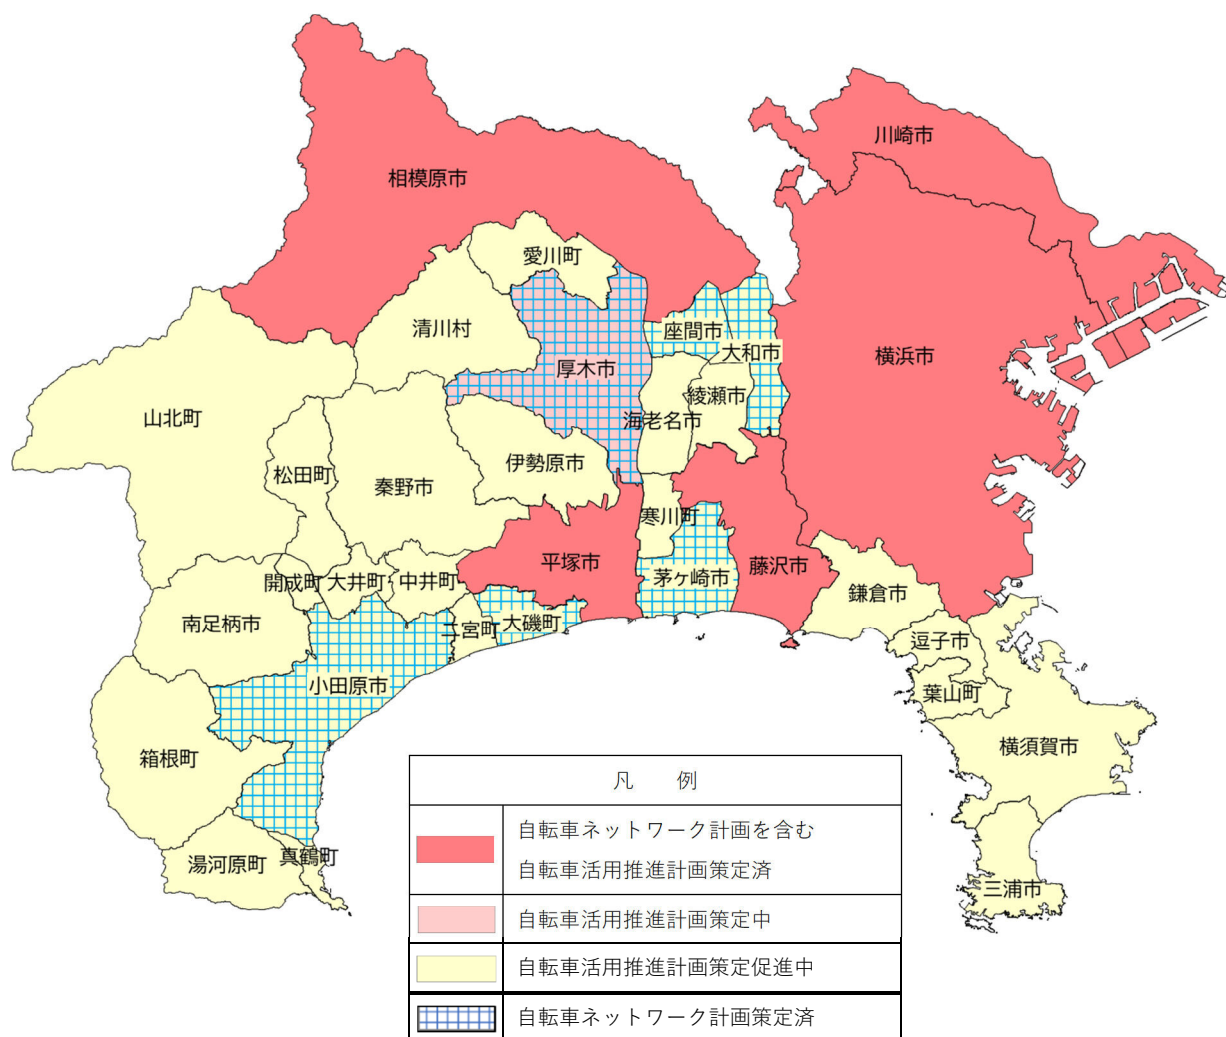 川崎市
相模原市
愛川町
清川村
座間市
大和市
横浜市
厚木市
綾瀬市
山北町
海老名市
伊勢原市
松田町
秦野市
寒川町
平塚市
藤沢市
茅ヶ崎市
開成町
大井町
中井町
鎌倉市
南足柄市
大磯町
二宮町
逗子市
小田原市
葉山町
横須賀市
箱根町
真鶴町
湯河原町
三浦市
凡　例
自転車ネットワーク計画を含む
自転車活用推進計画策定済
自転車活用推進計画策定中
自転車活用推進計画策定促進中
自転車ネットワーク計画策定済